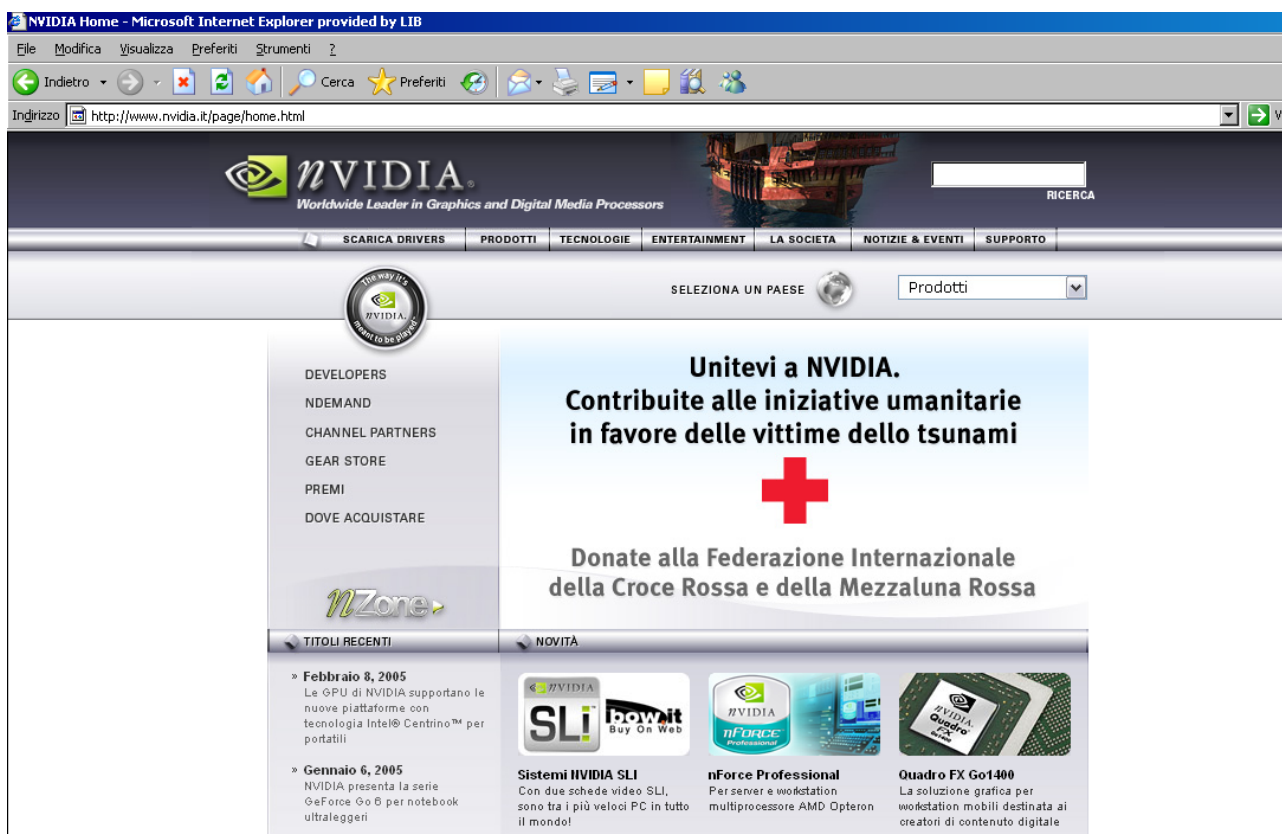 NVIDIA Home - Microsoft Internet Explorer provided by LIB
File Modifica Visualizza Preferiti Strumenti ?
Indietro Cerca Preferiti
Indirizzo http://www.nvidia.it/page/home.html V
nVIDIA®
Worldwide Leader in Graphics and Digital Media Processors
RICERCA
SCARICA DRIVERS PRODOTTI TECNOLOGIE ENTERTAINMENT LA SOCIETA NOTIZIE & EVENTI SUPPORTO
The way it's
nVIDIA.
meant to be played
SELEZIONA UN PAESE
Prodotti
DEVELOPERS
NDEMAND
CHANNEL PARTNERS
GEAR STORE
PREMI
DOVE ACQUISTARE
nZone
Unitevi a NVIDIA.
Contribuite alle iniziative umanitarie
in favore delle vittime dello tsunami
Donate alla Federazione Internazionale
della Croce Rossa e della Mezzaluna Rossa
TITOLI RECENTI
» Febbraio 8, 2005
Le GPU di NVIDIA supportano le
nuove piattaforme con
tecnologia Intel® Centrino™ per
portatili
» Gennaio 6, 2005
NVIDIA presenta la serie
GeForce Go 6 per notebook
ultraleggeri
NOVITÀ
nVIDIA
SLi™
bow.it
Buy On Web
Sistemi NVIDIA SLI
Con due schede video SLI,
sono tra i più veloci PC in tutto
il mondo!
nVIDIA
nFORCE
Professional
nForce Professional
Per server e workstation
multiprocessore AMD Opteron
nVIDIA.
Quadro®
FX
Go1400
Quadro FX Go1400
La soluzione grafica per
workstation mobili destinata ai
creatori di contenuto digitale